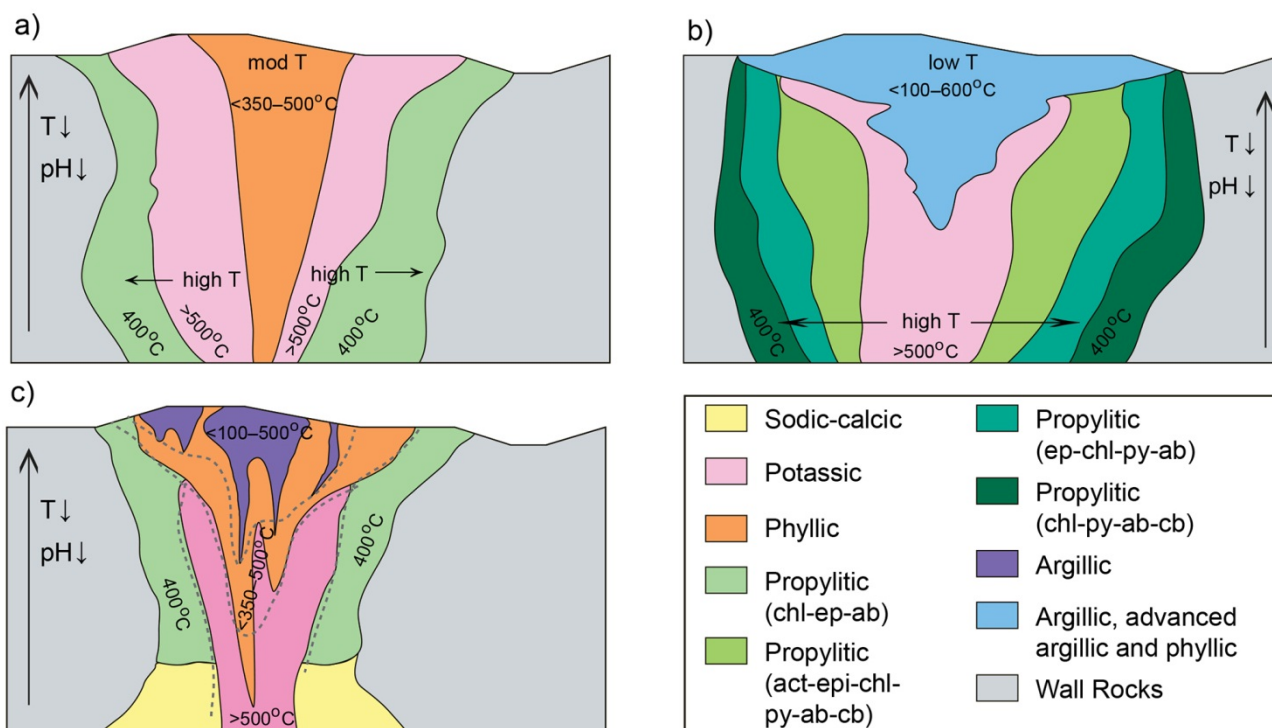 a)
mod T
<350–500°C
T↓
pH↓
high T
high T
400°C
>500°C
>500°C
400°C
b)
low T
<100–600°C
T↓
pH↓
high T
400°C
>500°C
400°C
c)
<100–500°C
T↓
pH↓
400°C
<350–500°C
400°C
>500°C
Sodic-calcic
Potassic
Phyllic
Propylitic
(chl-ep-ab)
Propylitic
(act-epi-chl-
py-ab-cb)
Propylitic
(ep-chl-py-ab)
Propylitic
(chl-py-ab-cb)
Argillic
Argillic, advanced
argillic and phyllic
Wall Rocks